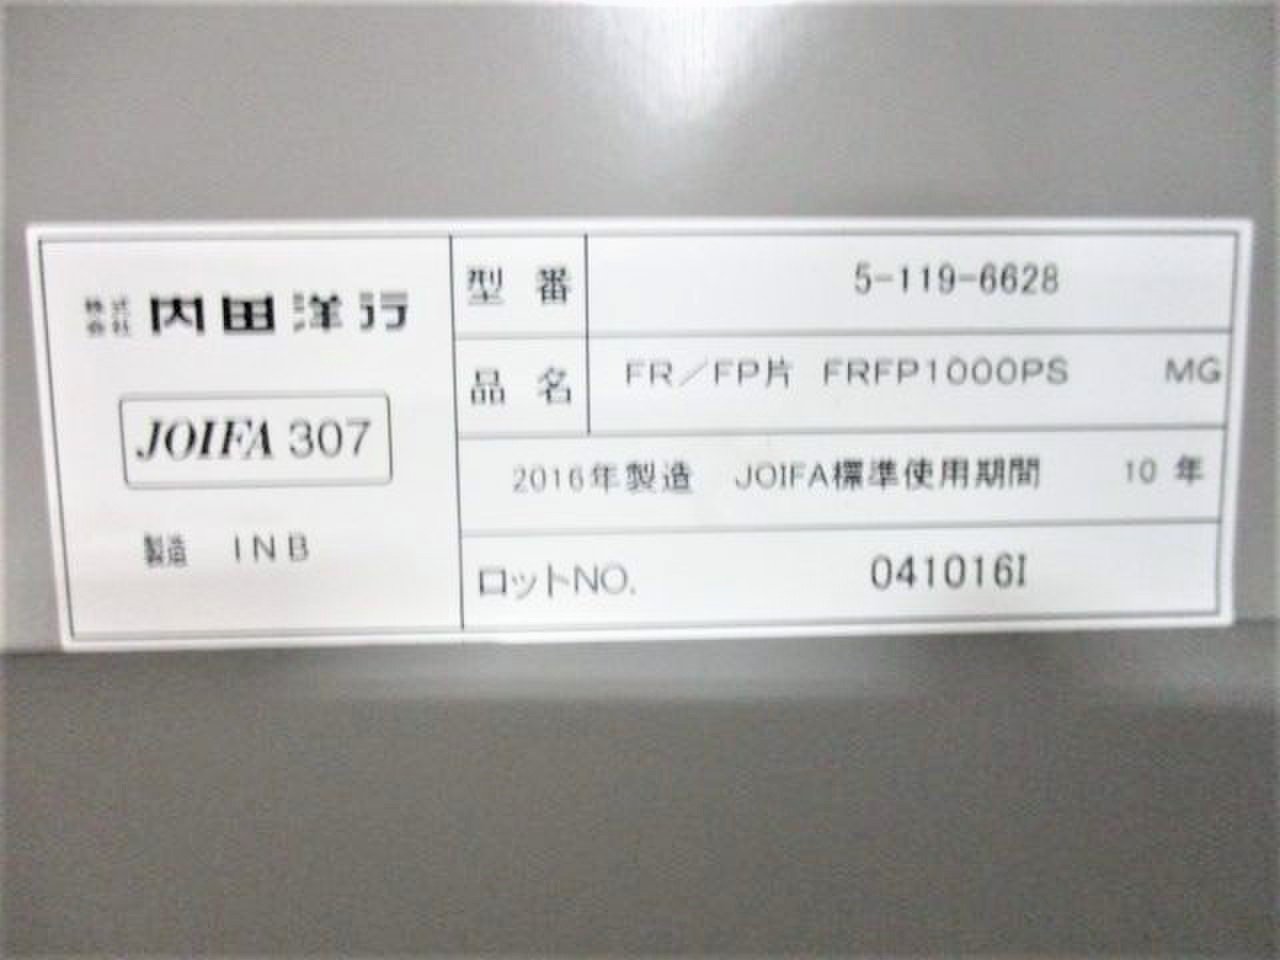 株式会社 内田洋行
JOIFA 307
製造 INB
型番 5-119-6628
品名 FR／FP片 FRFP1000PS MG
2016年製造 JOIFA標準使用期間 10年
ロットNO. 041016I